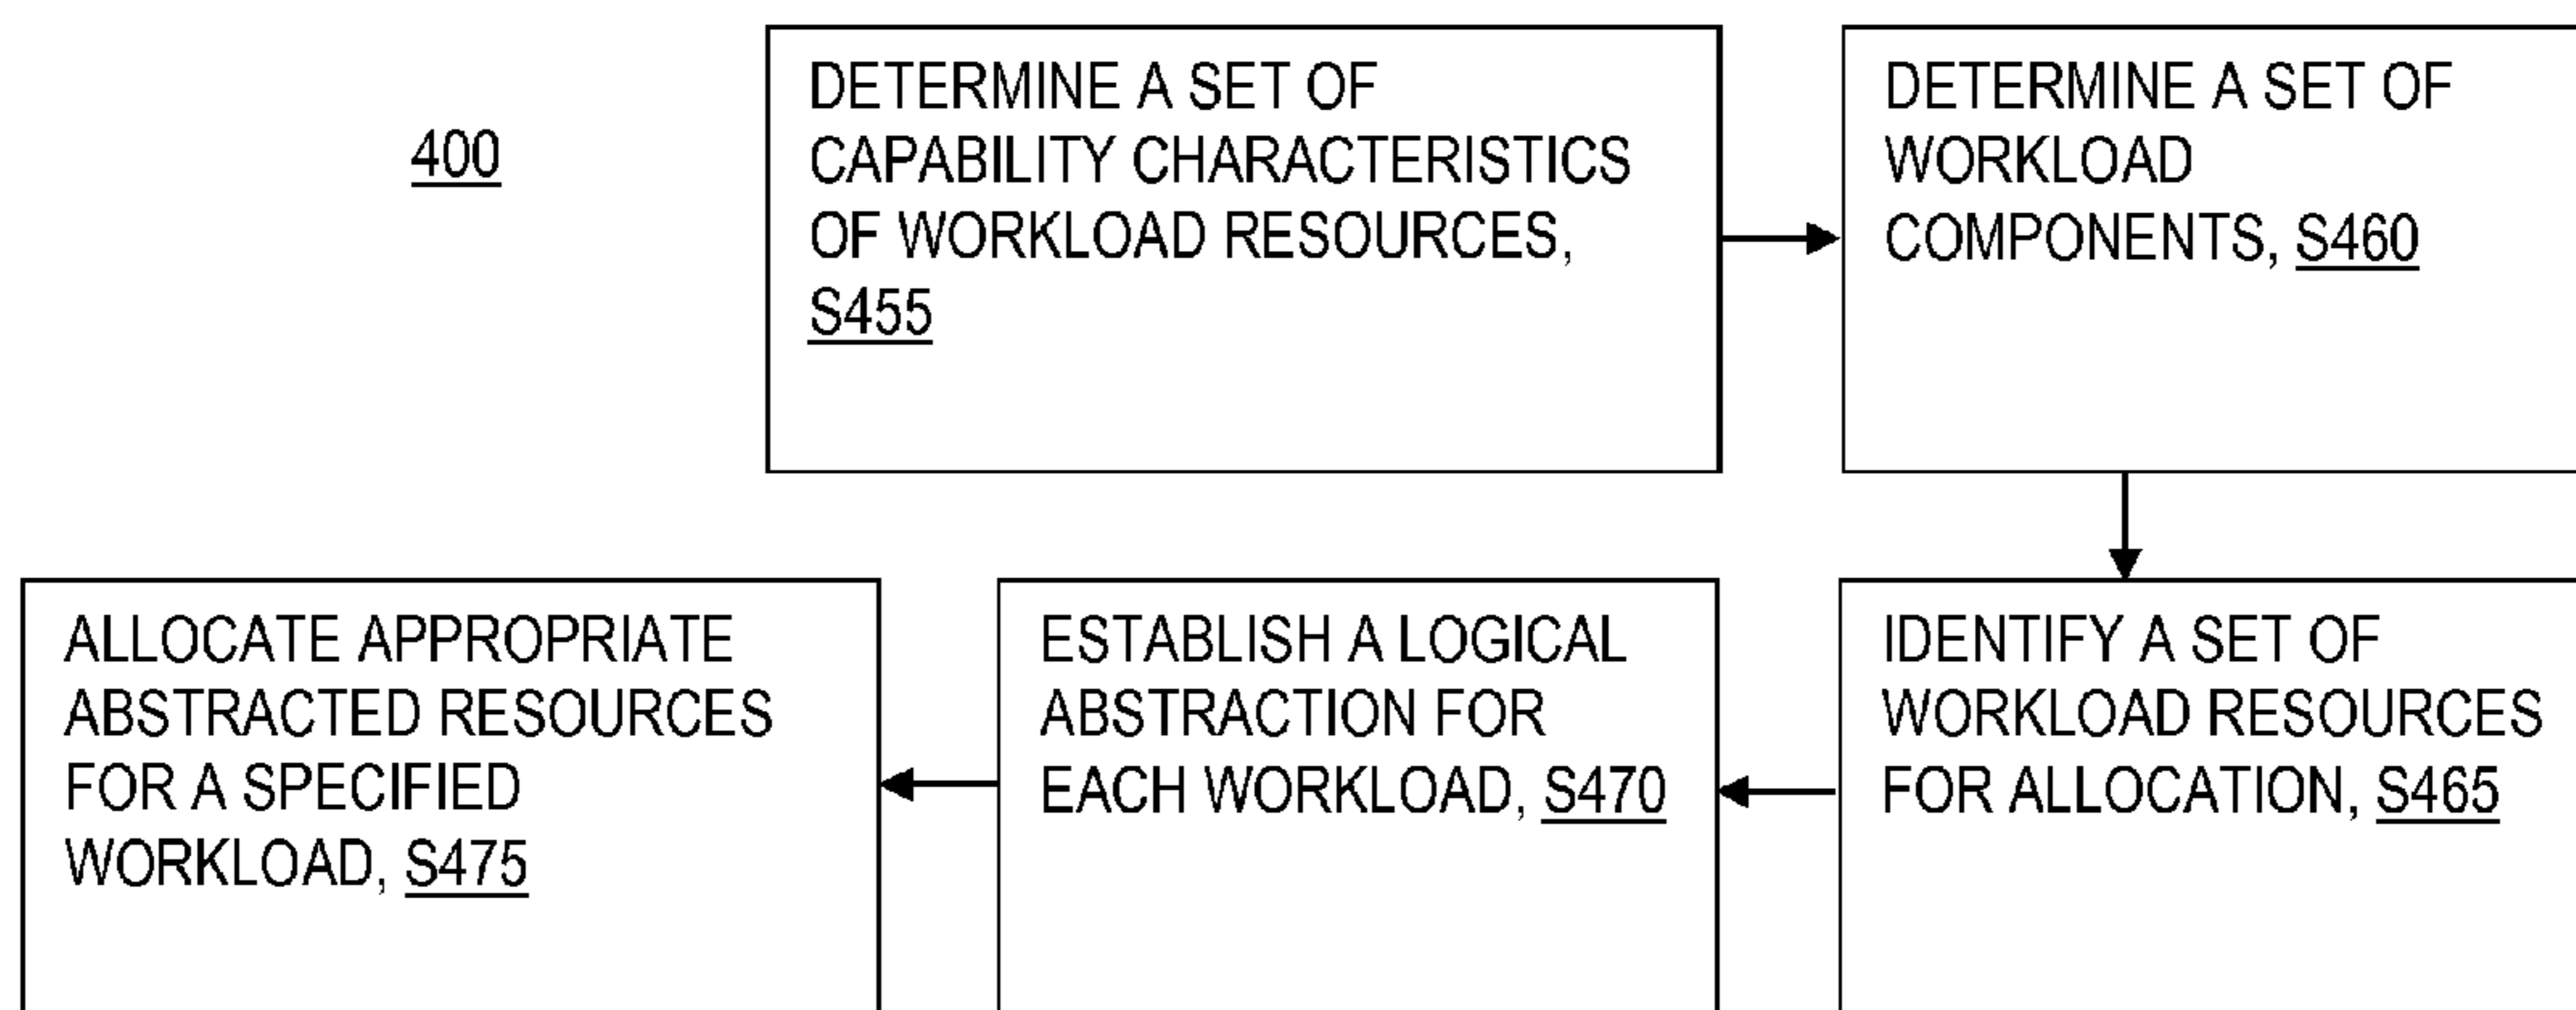 400
DETERMINE A SET OF
CAPABILITY CHARACTERISTICS
OF WORKLOAD RESOURCES,
S455
DETERMINE A SET OF
WORKLOAD
COMPONENTS, S460
ALLOCATE APPROPRIATE
ABSTRACTED RESOURCES
FOR A SPECIFIED
WORKLOAD, S475
ESTABLISH A LOGICAL
ABSTRACTION FOR
EACH WORKLOAD, S470
IDENTIFY A SET OF
WORKLOAD RESOURCES
FOR ALLOCATION, S465